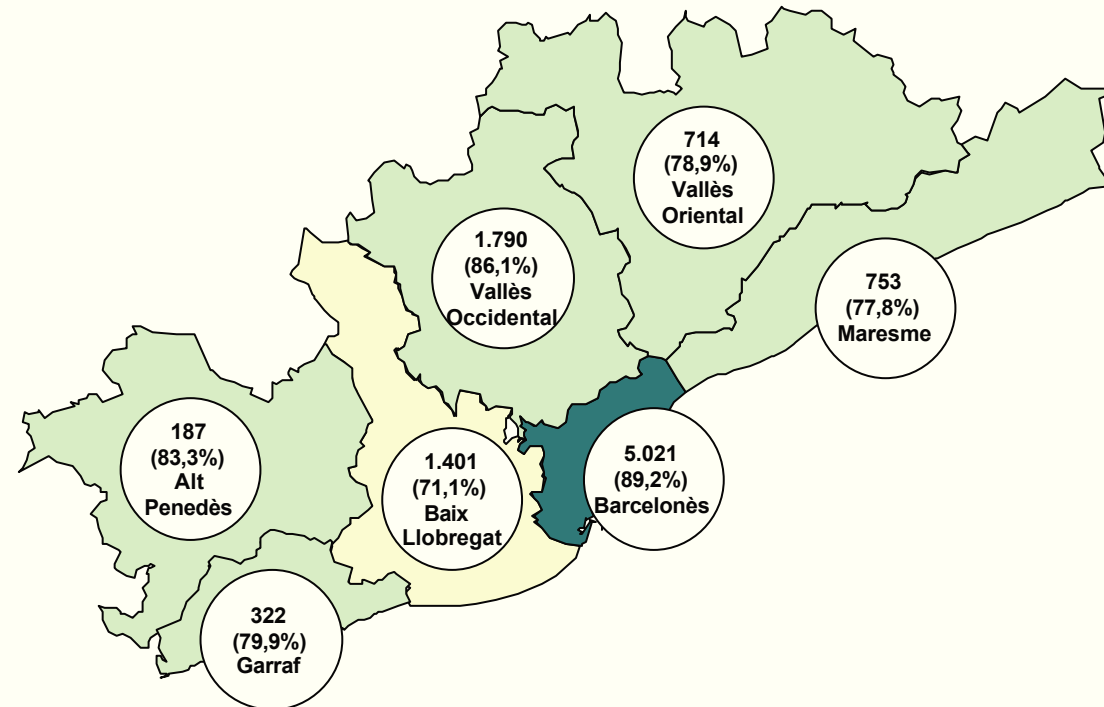 714
(78,9%)
Vallès
Oriental
1.790
(86,1%)
Vallès
Occidental
753
(77,8%)
Maresme
187
(83,3%)
Alt
Penedès
1.401
(71,1%)
Baix
Llobregat
5.021
(89,2%)
Barcelonès
322
(79,9%)
Garraf